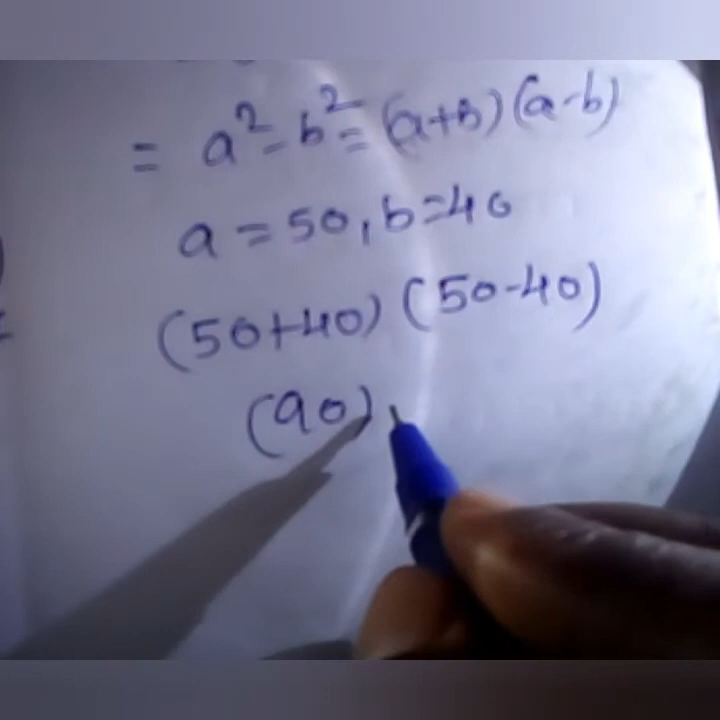 = a² - b² = (a+b) (a-b)
a = 50, b = 40
(50+40) (50-40)
(90)